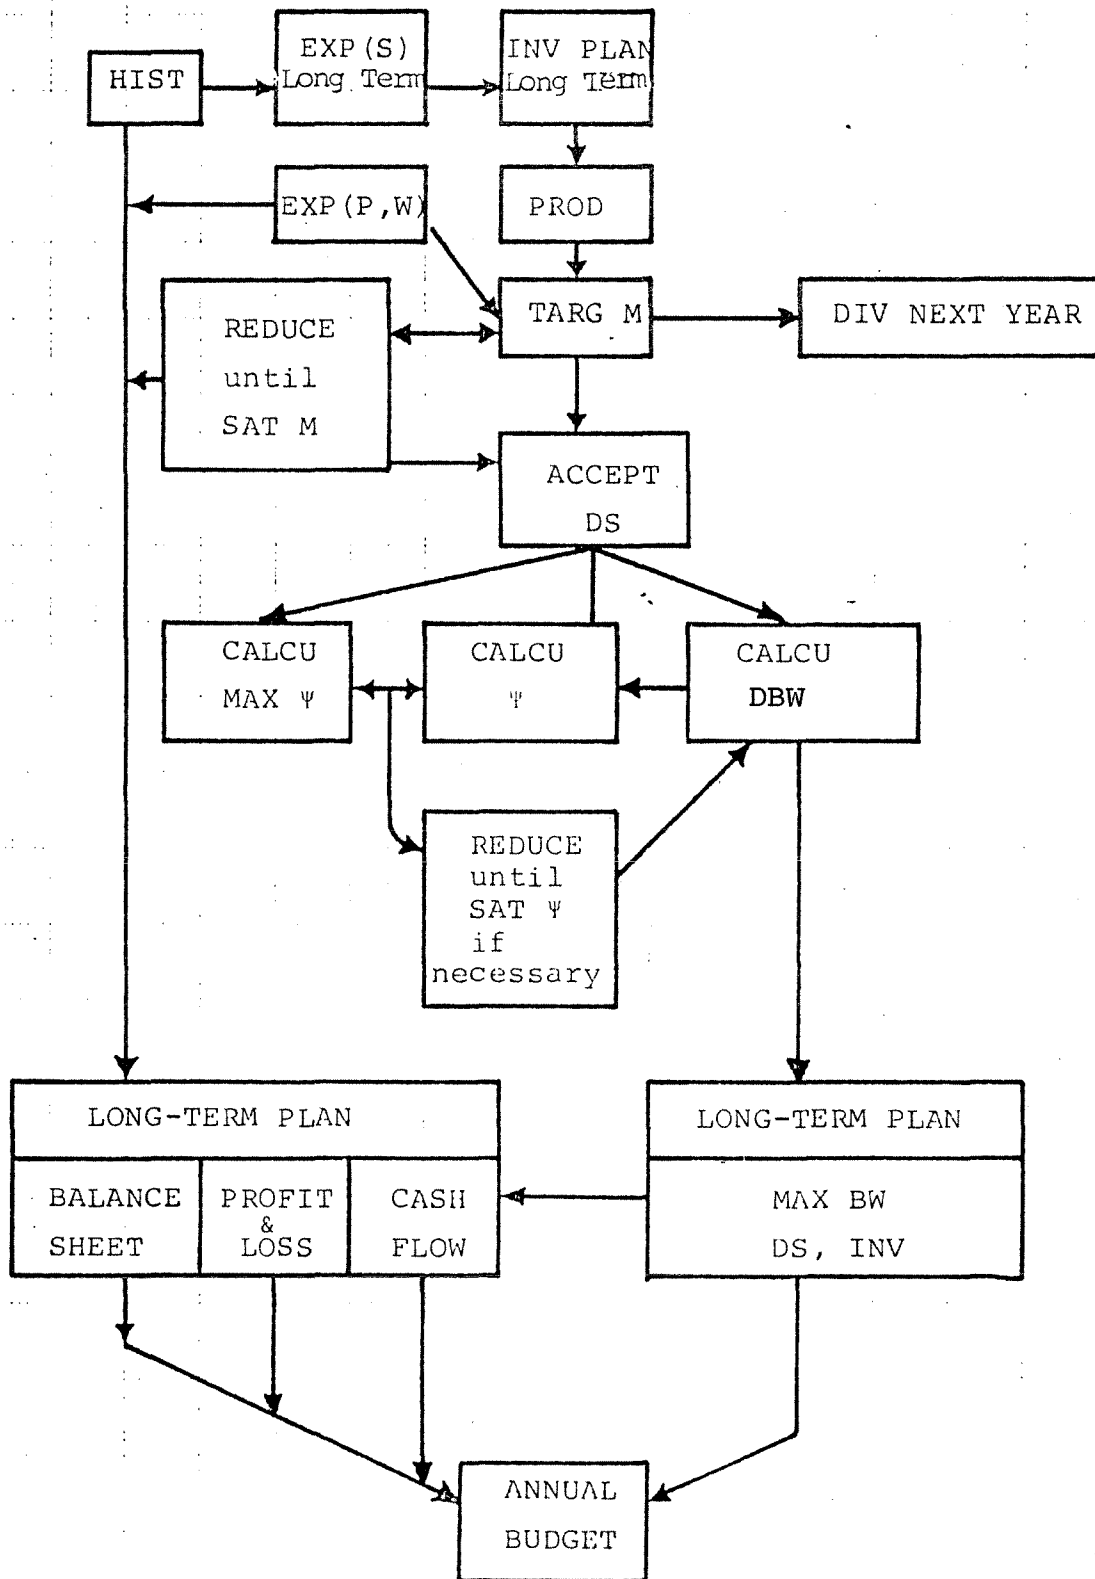 HIST
EXP(S)
Long Term
INV PLAN
Long Term
EXP(P,W)
PROD
REDUCE
until
SAT M
TARG M
DIV NEXT YEAR
ACCEPT
DS
CALCU
MAX Ψ
CALCU
Ψ
CALCU
DBW
REDUCE
until
SAT Ψ
if
necessary
LONG-TERM PLAN
BALANCE
SHEET
PROFIT
&
LOSS
CASH
FLOW
LONG-TERM PLAN
MAX BW
DS, INV
ANNUAL
BUDGET